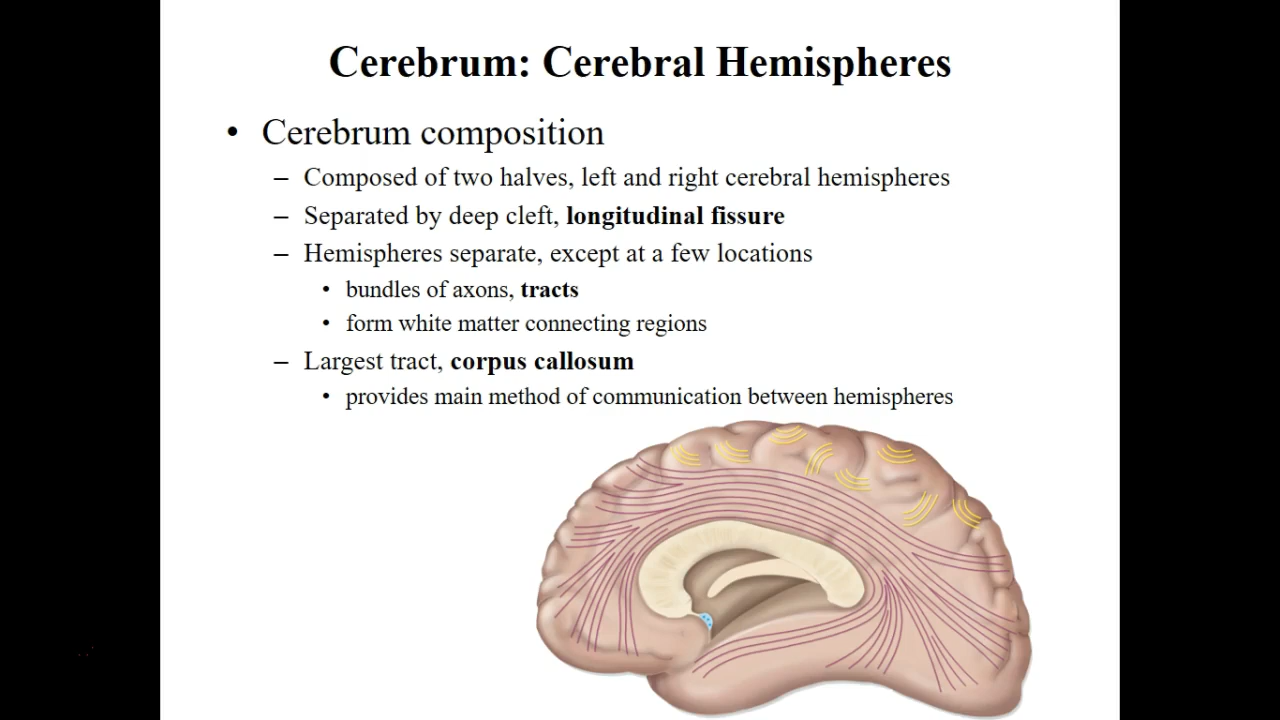 Cerebrum: Cerebral Hemispheres
• Cerebrum composition
– Composed of two halves, left and right cerebral hemispheres
– Separated by deep cleft, longitudinal fissure
– Hemispheres separate, except at a few locations
• bundles of axons, tracts
• form white matter connecting regions
– Largest tract, corpus callosum
• provides main method of communication between hemispheres